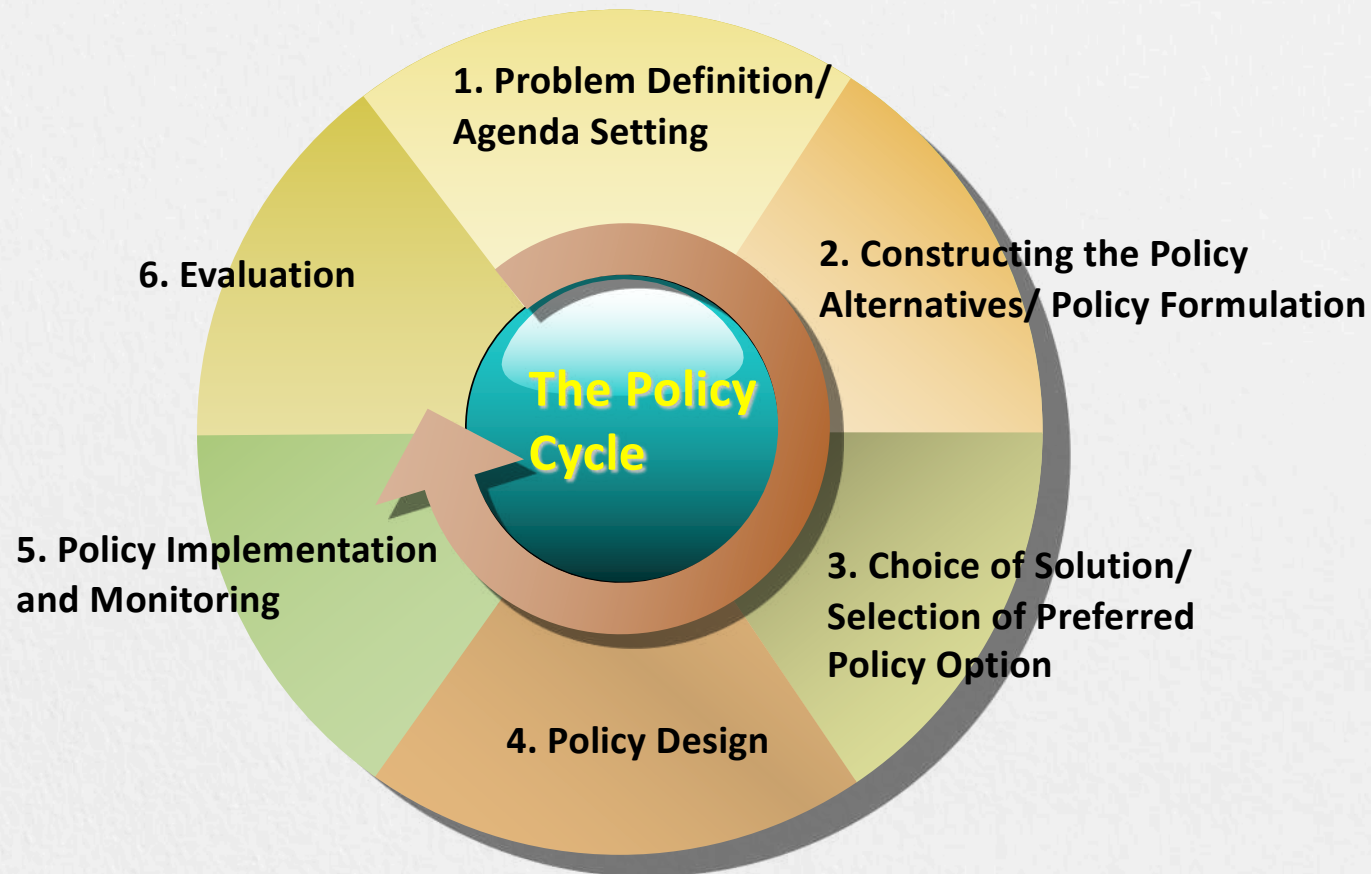 1. Problem Definition/
Agenda Setting
2. Constructing the Policy
Alternatives/ Policy Formulation
3. Choice of Solution/
Selection of Preferred
Policy Option
4. Policy Design
5. Policy Implementation
and Monitoring
6. Evaluation
The Policy
Cycle